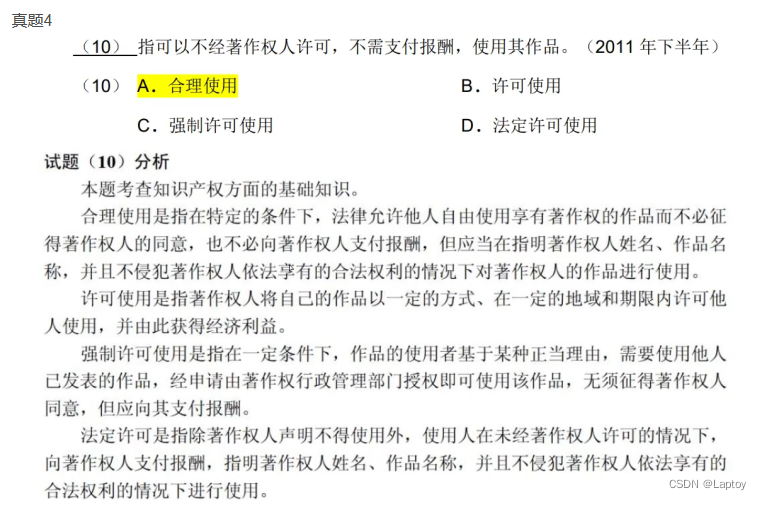 真题4
（10） 指可以不经著作权人许可，不需支付报酬，使用其作品。（2011 年下半年）
（10） A．合理使用 B．许可使用
C．强制许可使用 D．法定许可使用
试题（10）分析
本题考查知识产权方面的基础知识。
合理使用是指在特定的条件下，法律允许他人自由使用享有著作权的作品而不必征
得著作权人的同意，也不必向著作权人支付报酬，但应当在指明著作权人姓名、作品名
称，并且不侵犯著作权人依法享有的合法权利的情况下对著作权人的作品进行使用。
许可使用是指著作权人将自己的作品以一定的方式、在一定的地域和期限内许可他
人使用，并由此获得经济利益。
强制许可使用是指在一定条件下，作品的使用者基于某种正当理由，需要使用他人
已发表的作品，经申请由著作权行政管理部门授权即可使用该作品，无须征得著作权人
同意，但应向其支付报酬。
法定许可是指除著作权人声明不得使用外，使用人在未经著作权人许可的情况下，
向著作权人支付报酬，指明著作权人姓名、作品名称，并且不侵犯著作权人依法享有的
合法权利的情况下进行使用。
CSDN @Laptoy